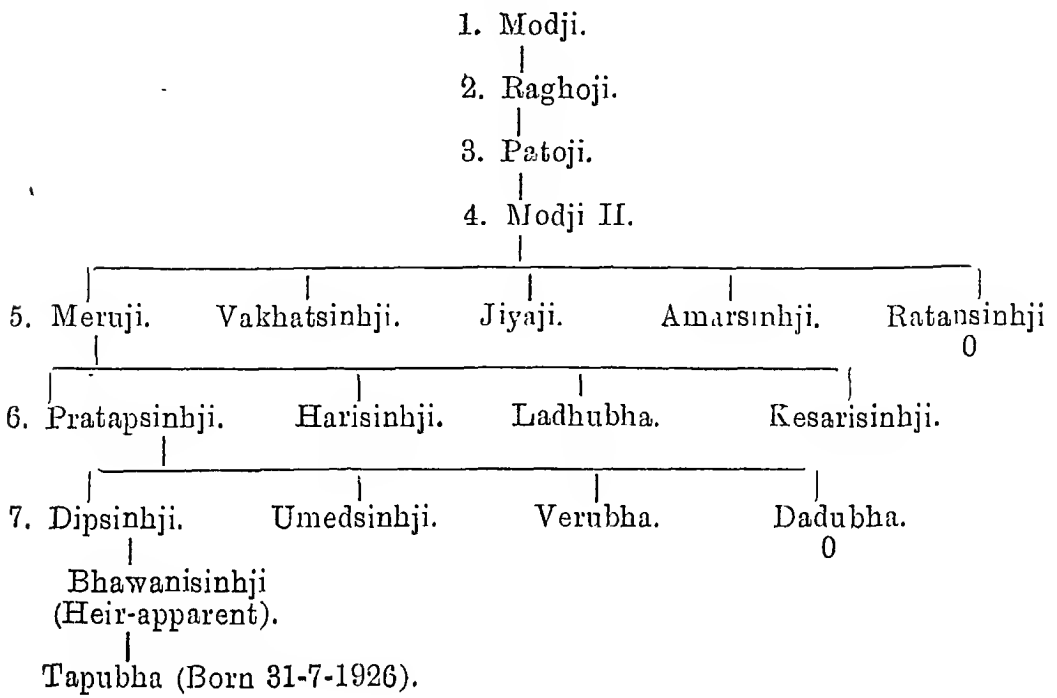 1. Modji.
2. Raghoji.
3. Patoji.
4. Modji II.
5. Meruji. Vakhatsinhji. Jiyaji. Amarsinhji. Ratansinhji
0
6. Pratapsinhji. Harisinhji. Ladhubha. Kesarisinhji.
7. Dipsinhji. Umedsinhji. Verubha. Dadubha.
0
Bhawanisinhji
(Heir-apparent).
Tapubha (Born 31-7-1926).